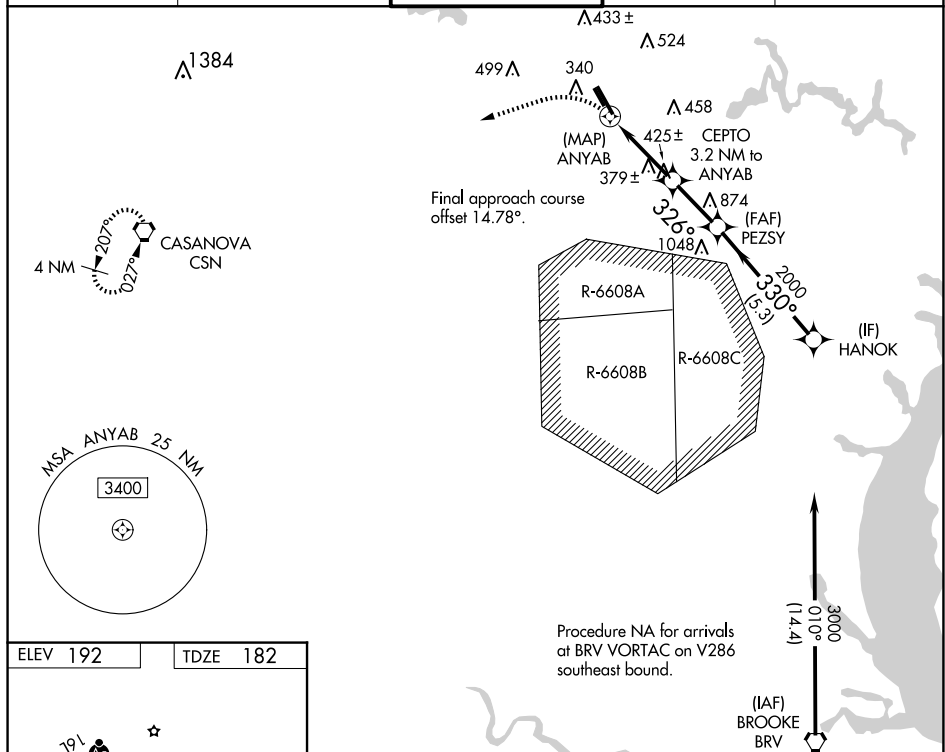 433 ±
524
1384
499
340
458
(MAP)
ANYAB
425 ±
CEPTO
3.2 NM to
ANYAB
379 ±
Final approach course
offset 14.78°.
326°
874
(FAF)
PEZSY
1048
207°
027°
4 NM
CASANOVA
CSN
2000
330°
(5.3)
R-6608A
(IF)
HANOK
R-6608B
R-6608C
MSA ANYAB 25 NM
3400
3000
010°
(14.4)
Procedure NA for arrivals
at BRV VORTAC on V286
southeast bound.
ELEV 192
TDZE 182
(IAF)
BROOKE
BRV
191